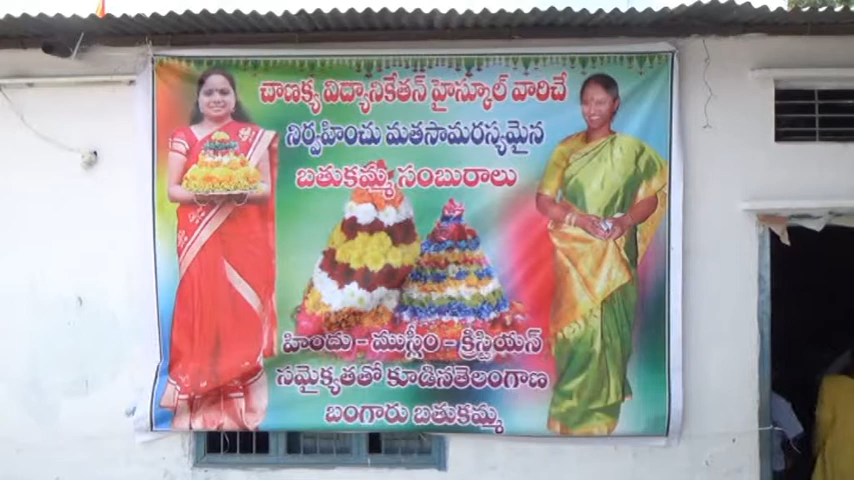 చాణక్య విద్యానికేతన్ హైస్కూల్ వారిచే
నిర్వహించు మతసామరస్యమైన
బతుకమ్మ సంబురాలు
హిందు - ముస్లీం - క్రీస్టియన్
సమైక్యతతో కూడినతెలంగాణ
బంగారు బతుకమ్మ